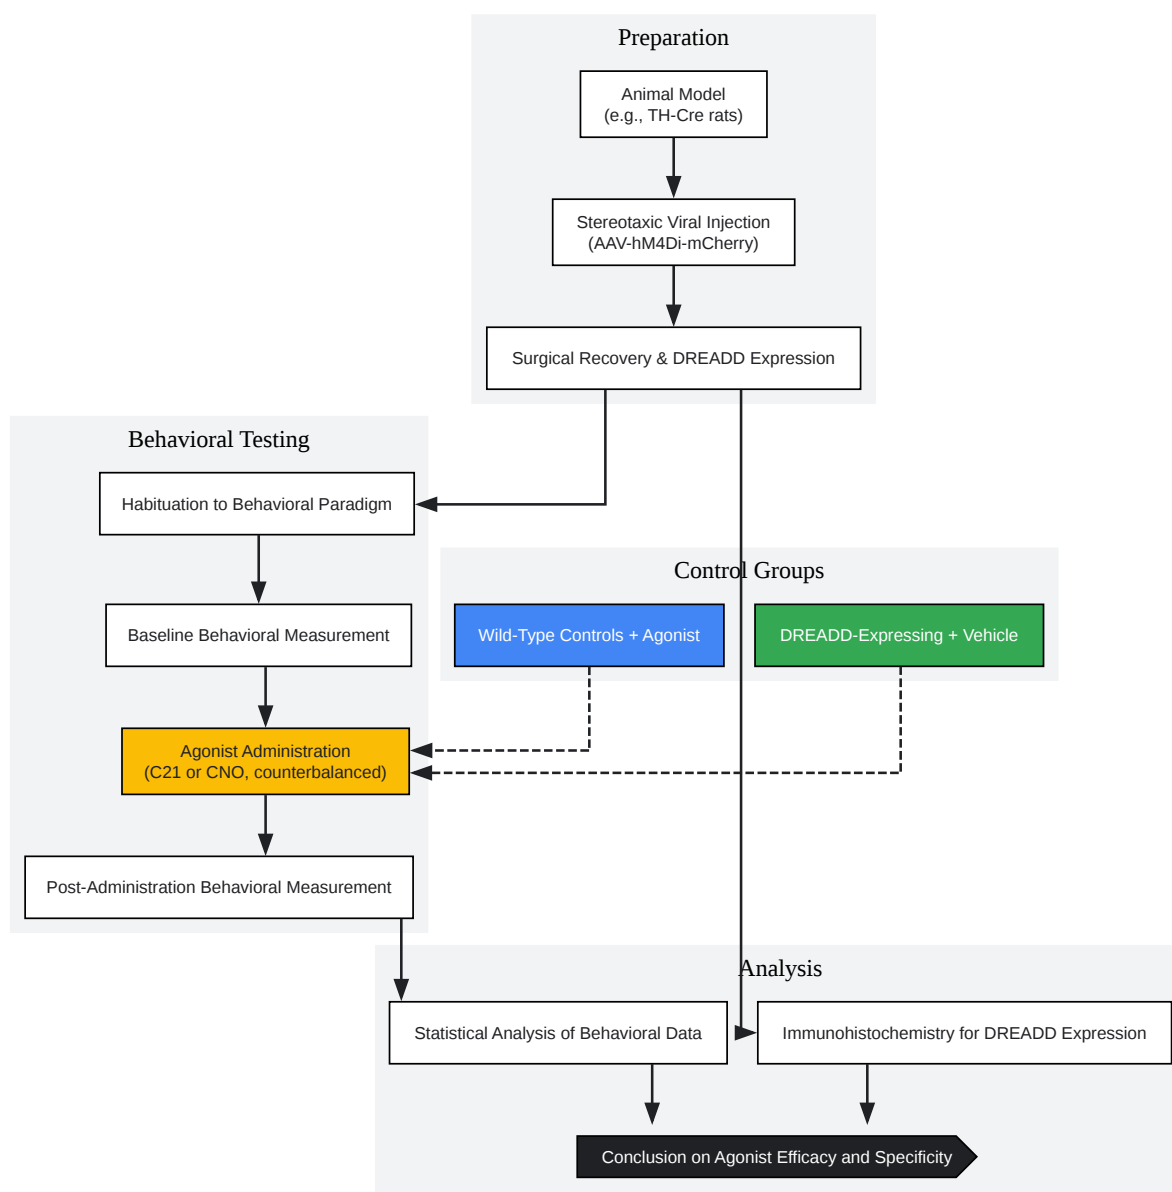 Preparation
Animal Model
(e.g., TH-Cre rats)
Stereotaxic Viral Injection
(AAV-hM4Di-mCherry)
Surgical Recovery & DREADD Expression
Behavioral Testing
Habituation to Behavioral Paradigm
Baseline Behavioral Measurement
Control Groups
Wild-Type Controls + Agonist
DREADD-Expressing + Vehicle
Agonist Administration
(C21 or CNO, counterbalanced)
Post-Administration Behavioral Measurement
Analysis
Statistical Analysis of Behavioral Data
Immunohistochemistry for DREADD Expression
Conclusion on Agonist Efficacy and Specificity